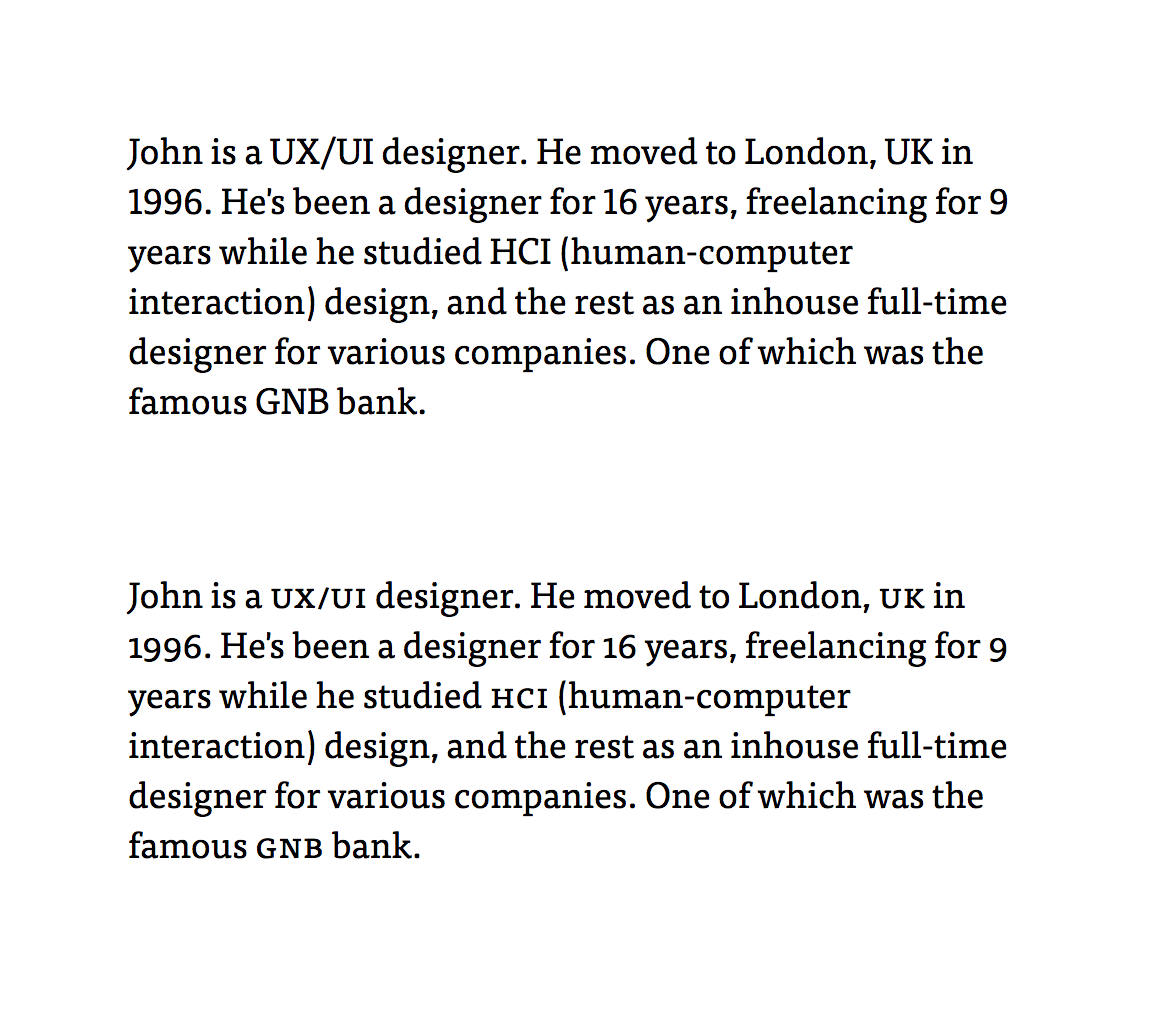 John is a UX/UI designer. He moved to London, UK in
1996. He's been a designer for 16 years, freelancing for 9
years while he studied HCI (human-computer
interaction) design, and the rest as an inhouse full-time
designer for various companies. One of which was the
famous GNB bank.
John is a UX/UI designer. He moved to London, UK in
1996. He's been a designer for 16 years, freelancing for 9
years while he studied HCI (human-computer
interaction) design, and the rest as an inhouse full-time
designer for various companies. One of which was the
famous GNB bank.